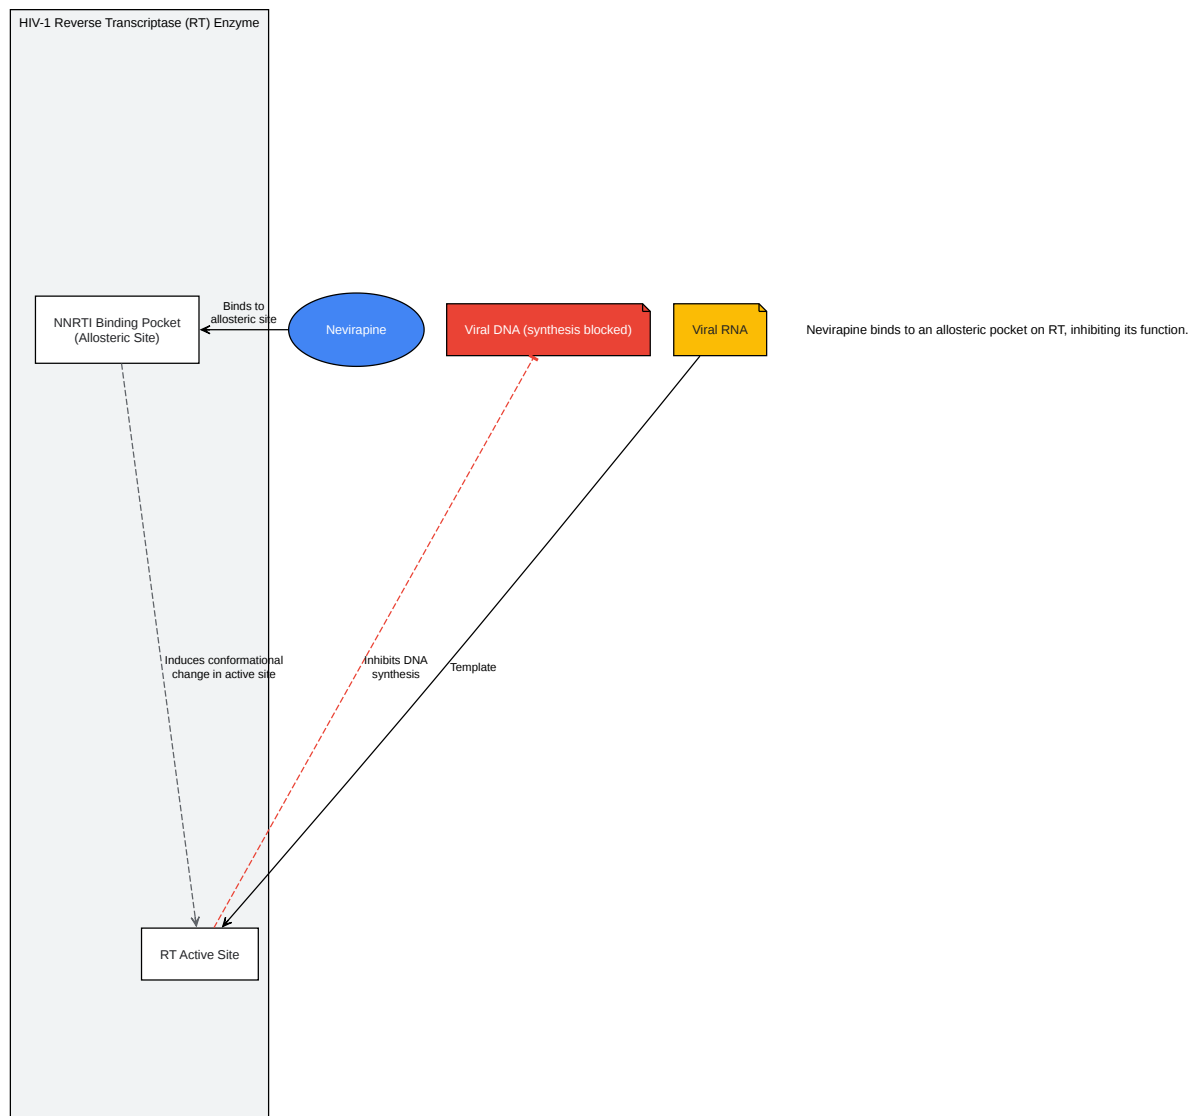 HIV-1 Reverse Transcriptase (RT) Enzyme
Binds to
allosteric site
NNRTI Binding Pocket
(Allosteric Site)
Nevirapine
Viral DNA (synthesis blocked)
Viral RNA
Nevirapine binds to an allosteric pocket on RT, inhibiting its function.
Induces conformational
change in active site
Inhibits DNA
synthesis
Template
RT Active Site